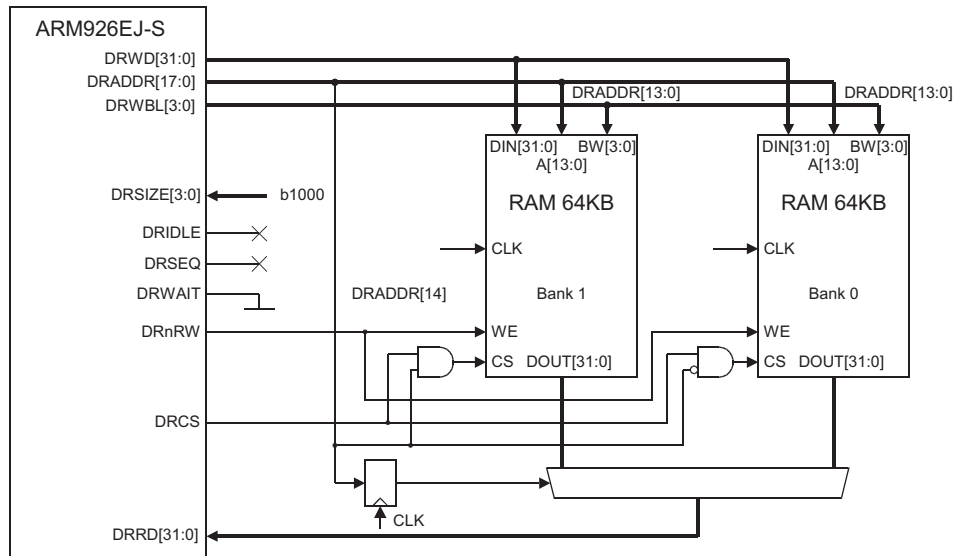 ARM926EJ-S
DRWD[31:0]
DRADDR[17:0]
DRWBL[3:0]
DRADDR[13:0]
DRADDR[13:0]
DIN[31:0] BW[3:0]
A[13:0]
RAM 64KB
CLK
Bank 1
WE
CS DOUT[31:0]
DIN[31:0] BW[3:0]
A[13:0]
RAM 64KB
CLK
Bank 0
WE
CS DOUT[31:0]
DRSIZE[3:0]
b1000
DRIDLE
DRSEQ
DRWAIT
DRADDR[14]
DRnRW
DRCS
CLK
DRRD[31:0]